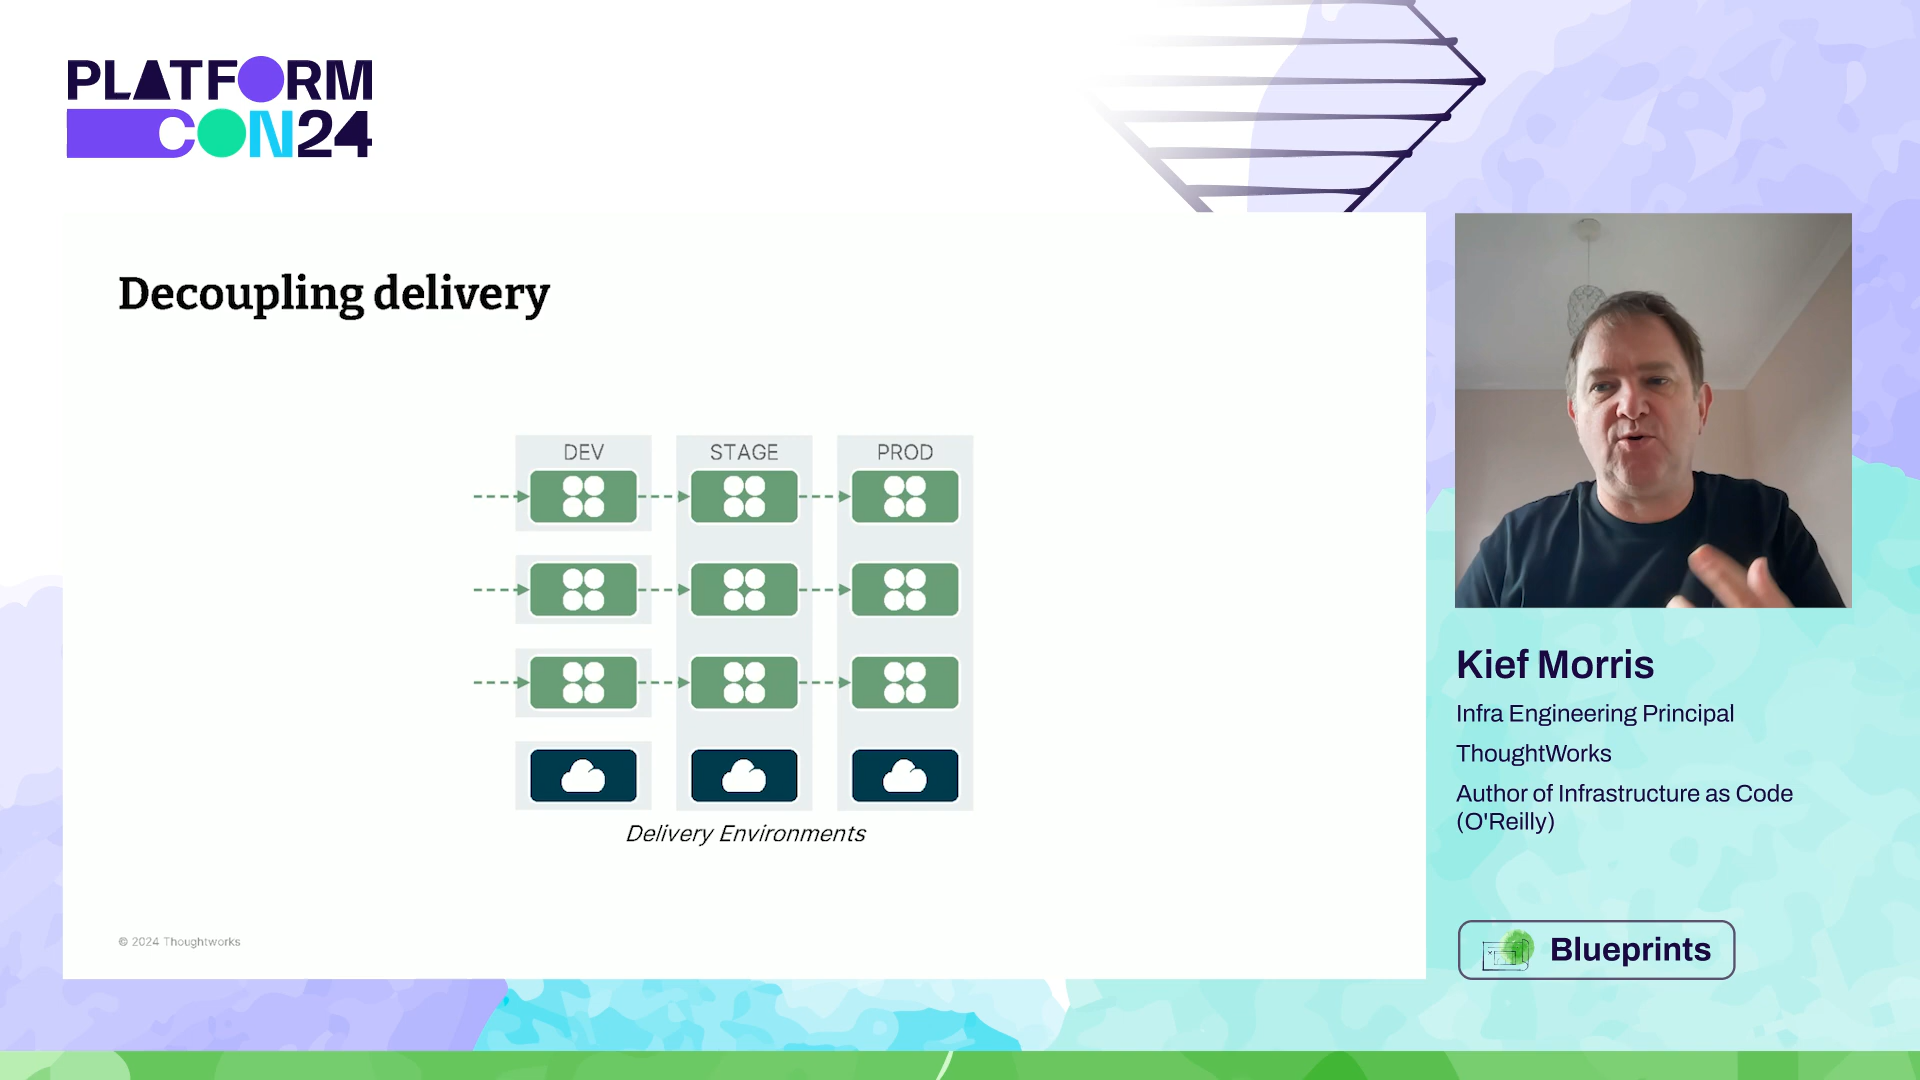 PLATFORM
CON24
Decoupling delivery
DEV STAGE PROD
Delivery Environments
© 2024 Thoughtworks
Kief Morris
Infra Engineering Principal
ThoughtWorks
Author of Infrastructure as Code
(O'Reilly)
Blueprints